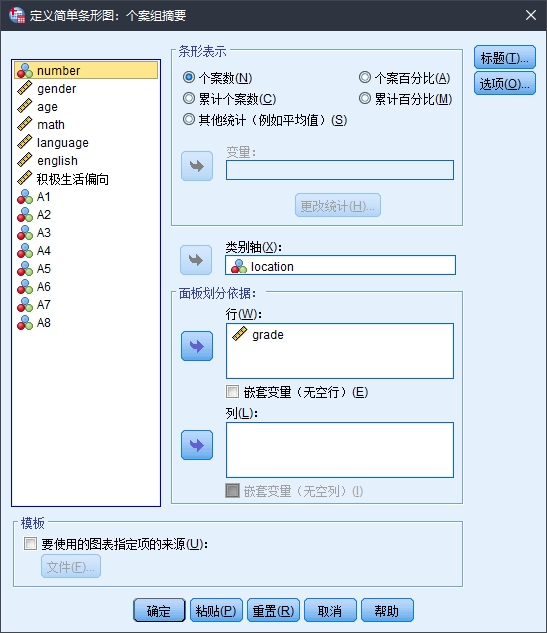 定义简单条形图：个案组摘要
number
gender
age
math
language
english
积极生活偏向
A1
A2
A3
A4
A5
A6
A7
A8
条形表示
个案数(N) 个案百分比(A)
累计个案数(C) 累计百分比(M)
其他统计（例如平均值）(S)
变量：
更改统计(H)...
标题(T)...
选项(O)...
类别轴(X)：
location
面板划分依据：
行(W)：
grade
嵌套变量（无空行）(E)
列(L)：
嵌套变量（无空列）(I)
模板
要使用的图表指定项的来源(U)：
文件(F)...
确定 粘贴(P) 重置(R) 取消 帮助